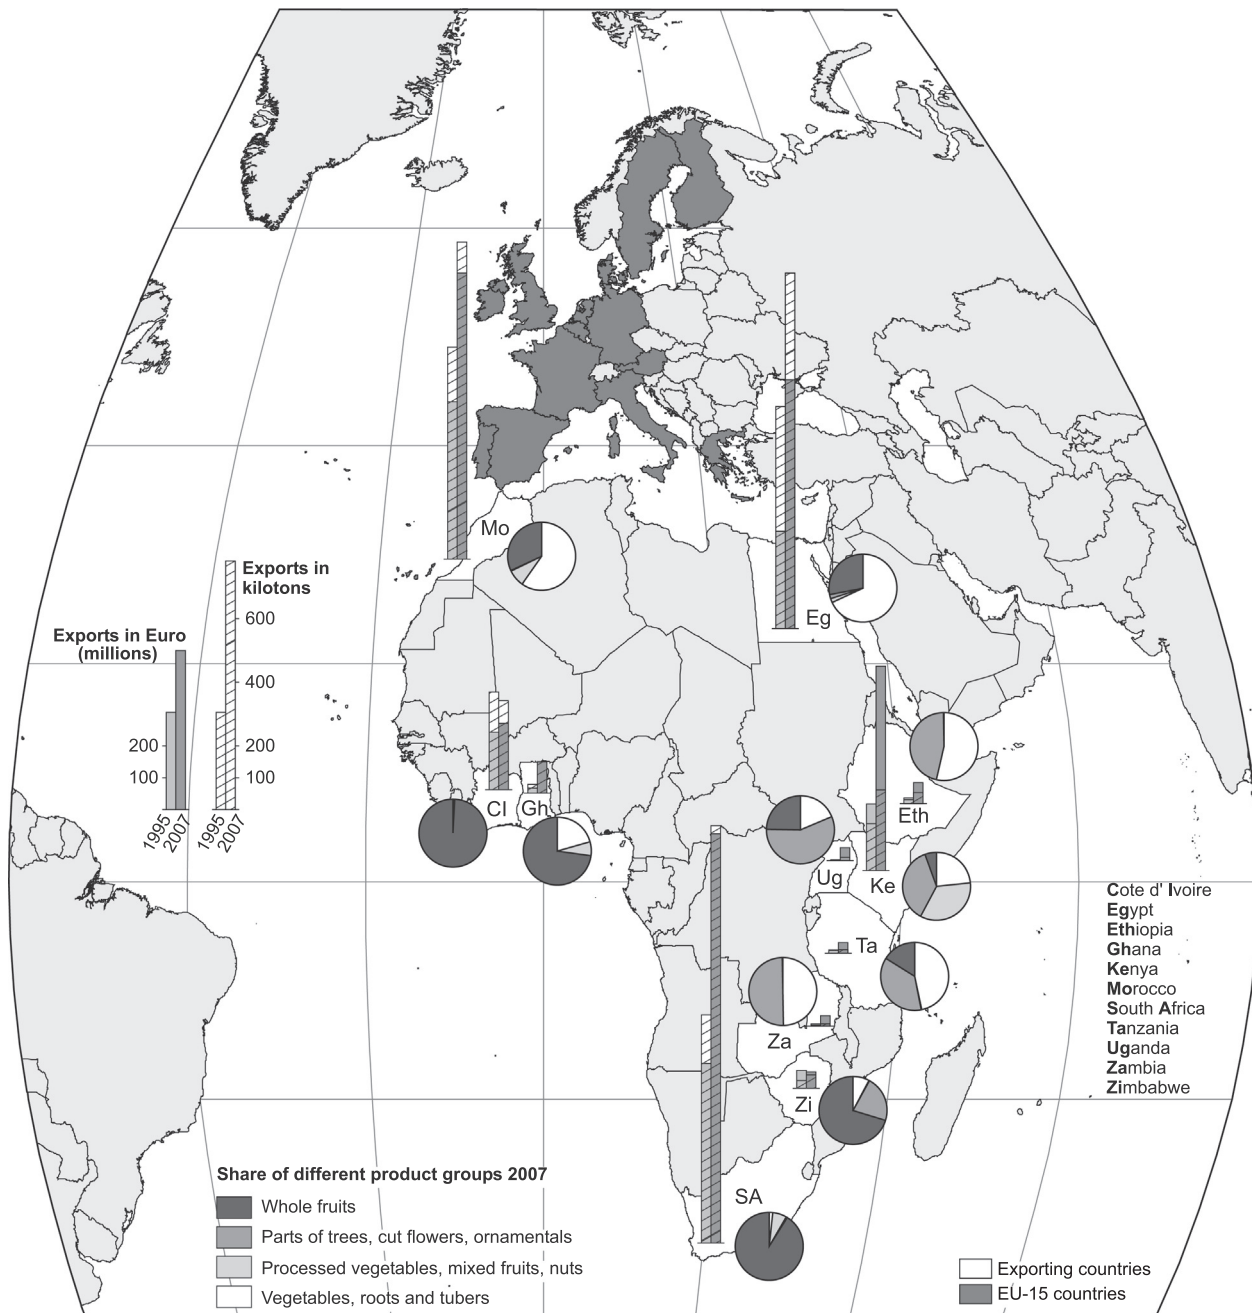 Mo
Eg
Exports in
kilotons
600
400
200
100
Exports in Euro
(millions)
200
100
1995
2007
1995
2007
CI
Gh
Eth
Ug
Ke
Ta
Za
Zi
SA
Cote d' Ivoire
Egypt
Ethiopia
Ghana
Kenya
Morocco
South Africa
Tanzania
Uganda
Zambia
Zimbabwe
Share of different product groups 2007
Whole fruits
Parts of trees, cut flowers, ornamentals
Processed vegetables, mixed fruits, nuts
Vegetables, roots and tubers
Exporting countries
EU-15 countries